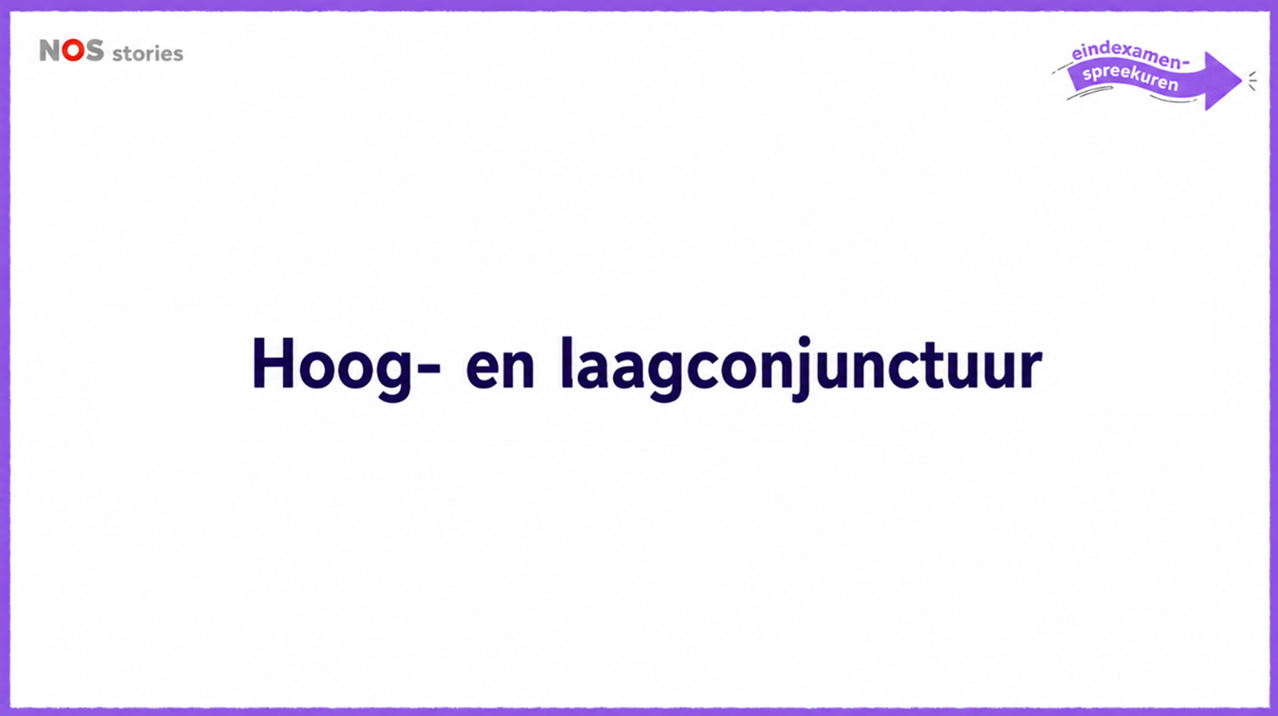 NOS stories
eindexamen-
spreekuren
Hoog- en laagconjunctuur